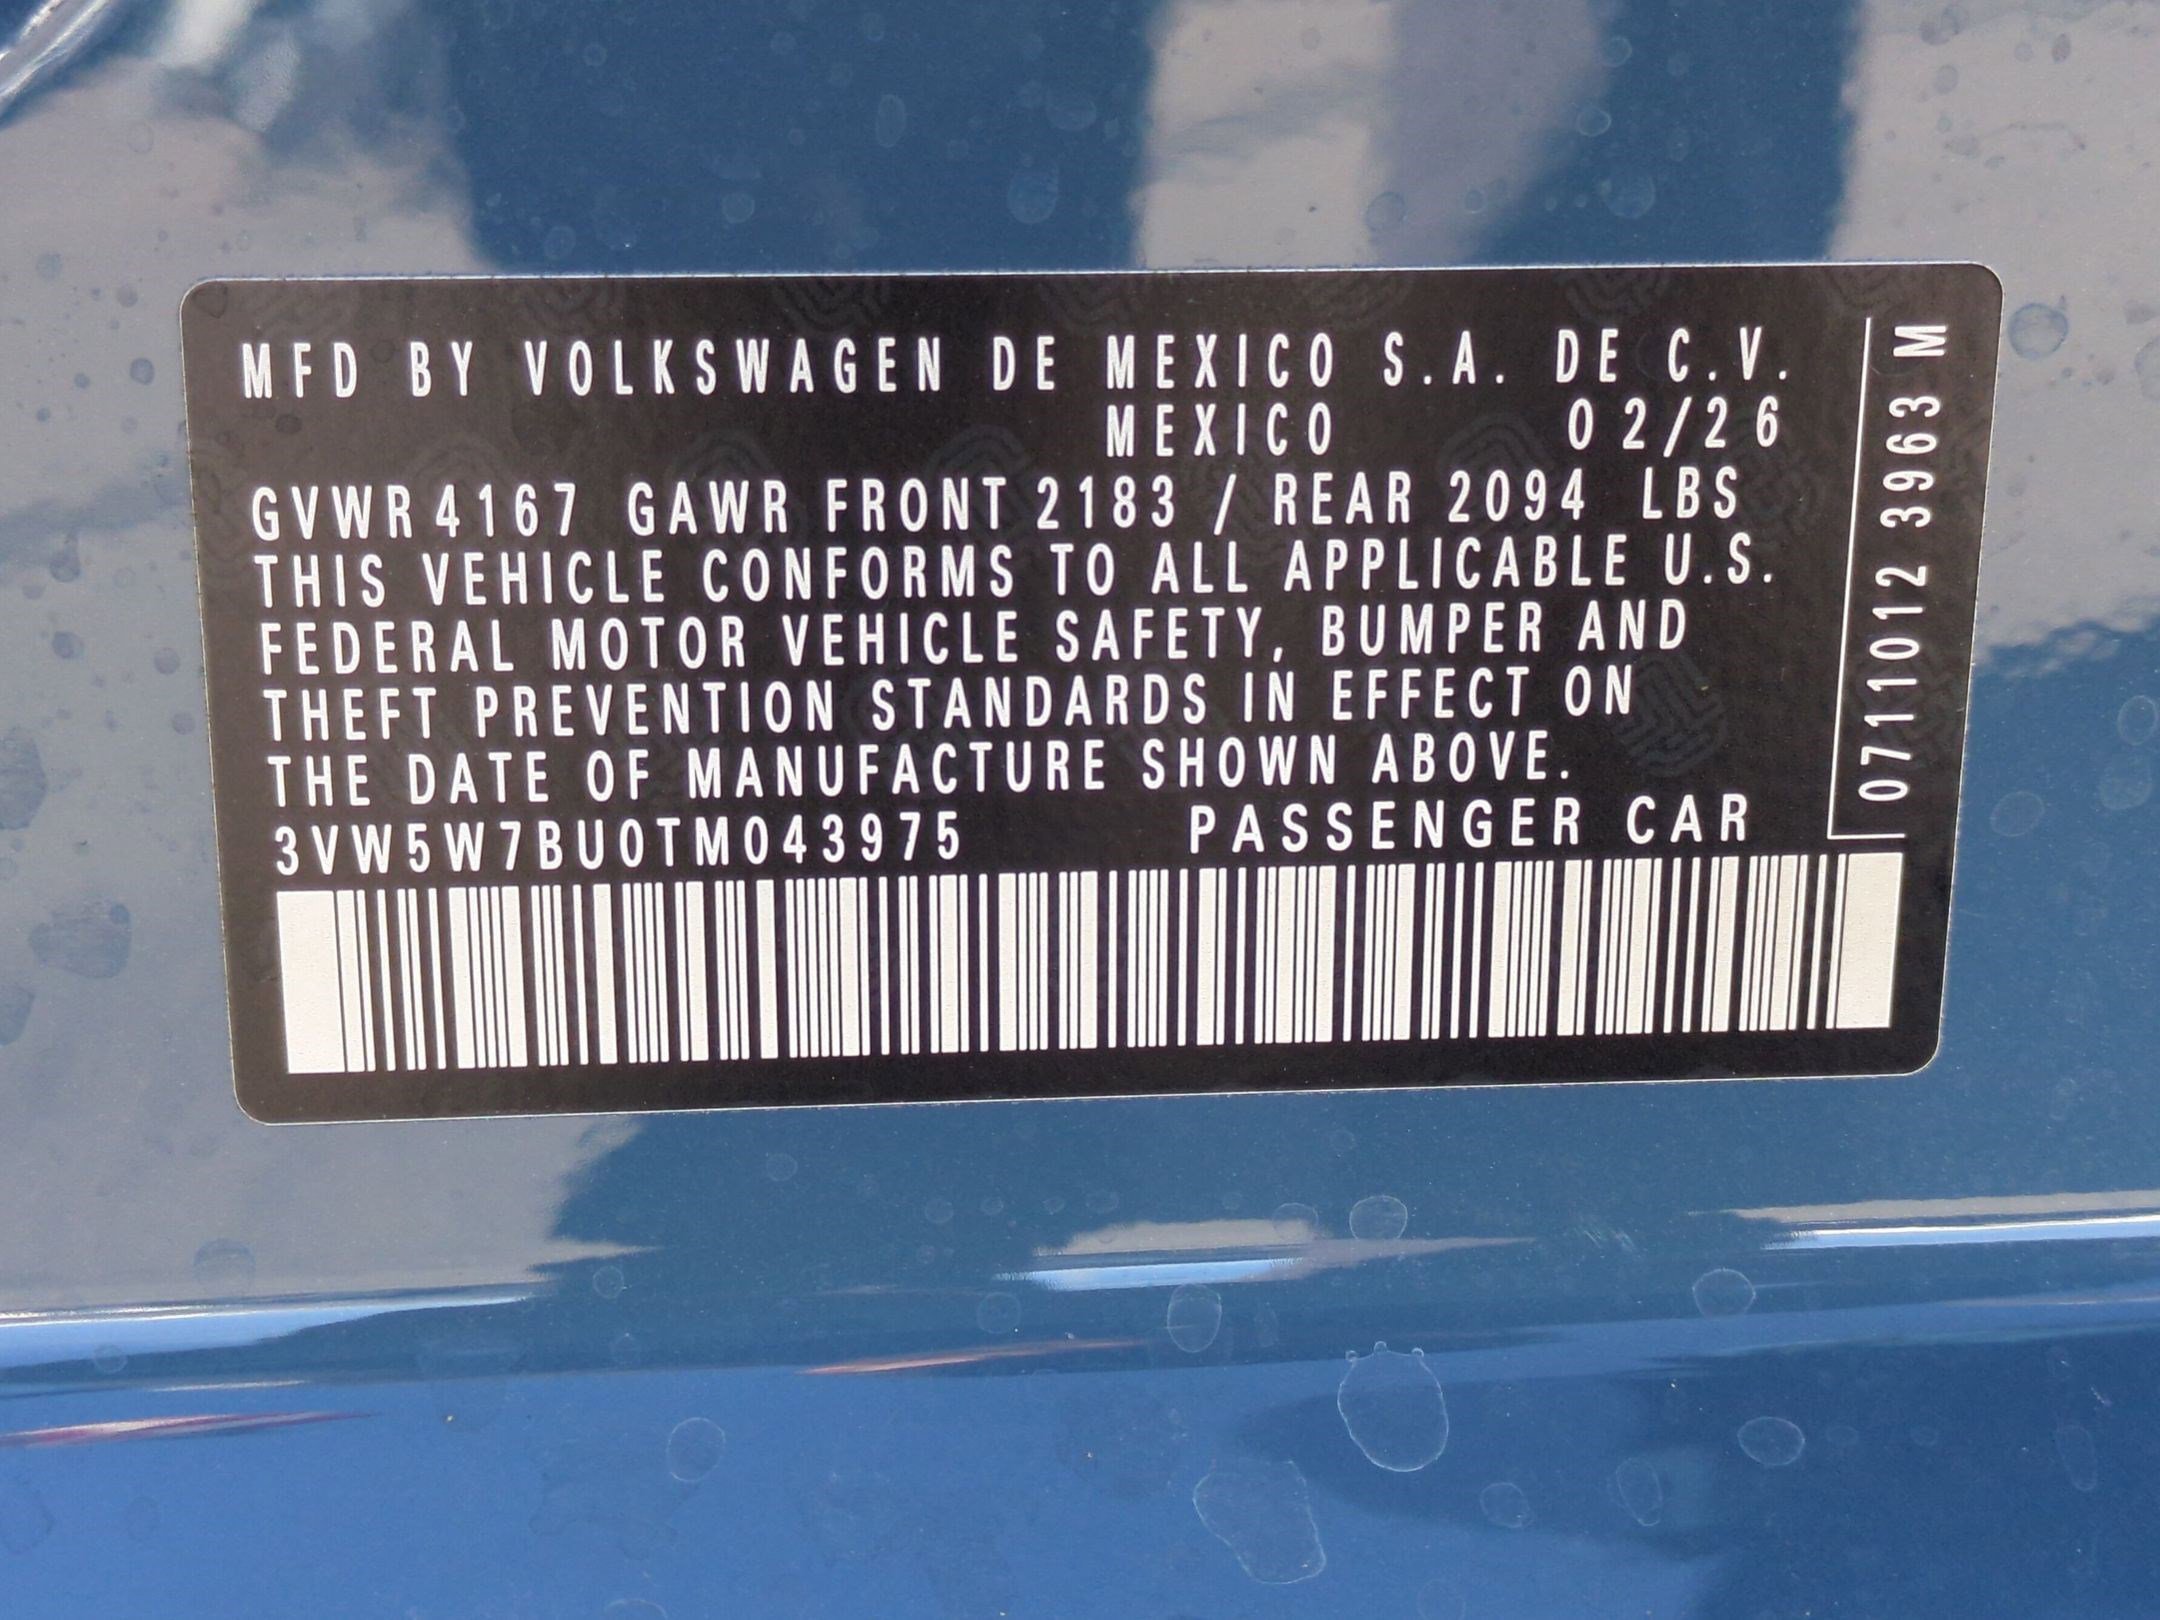 MFD BY VOLKSWAGEN DE MEXICO S.A. DE C.V.
MEXICO 02/26
GVWR 4167 GAWR FRONT 2183 / REAR 2094 LBS
THIS VEHICLE CONFORMS TO ALL APPLICABLE U.S.
FEDERAL MOTOR VEHICLE SAFETY, BUMPER AND
THEFT PREVENTION STANDARDS IN EFFECT ON
THE DATE OF MANUFACTURE SHOWN ABOVE.
3VW5W7BU0TM043975 PASSENGER CAR
0711012 3963 M